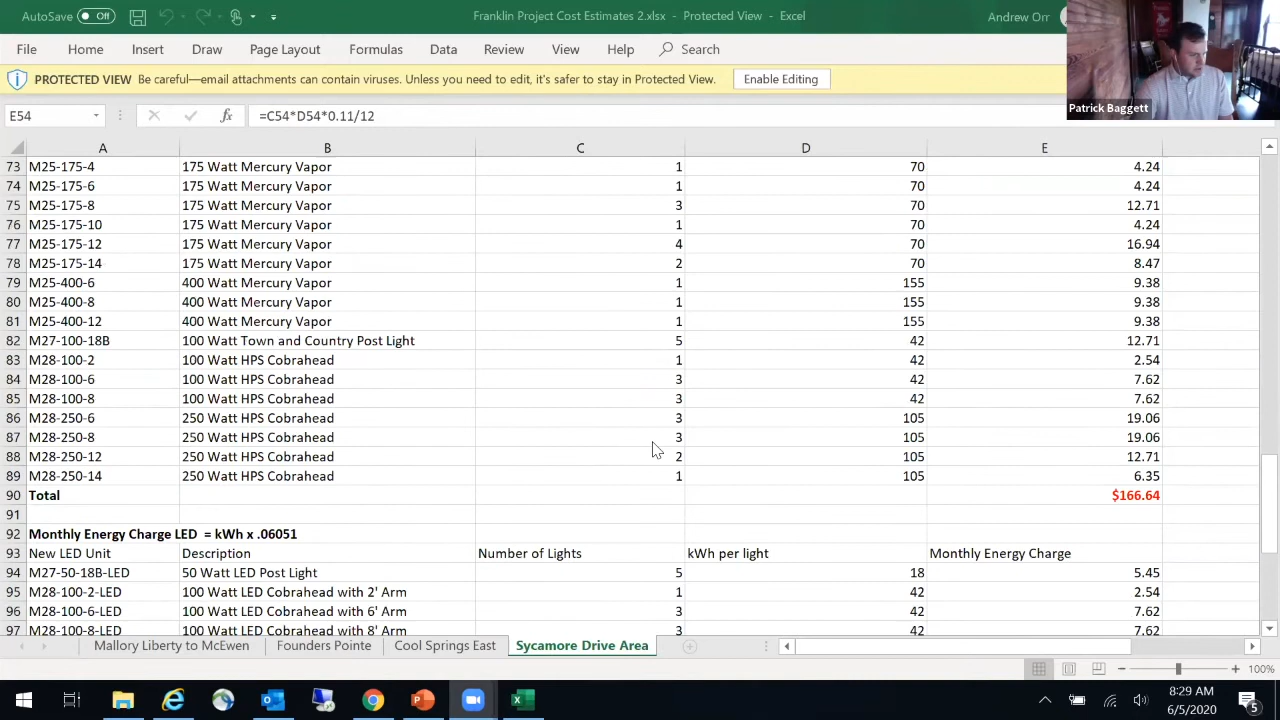 AutoSave Off Franklin Project Cost Estimates 2.xlsx - Protected View - Excel Andrew Orr
File Home Insert Draw Page Layout Formulas Data Review View Help Search
PROTECTED VIEW Be careful—email attachments can contain viruses. Unless you need to edit, it's safer to stay in Protected View. Enable Editing
Patrick Baggett
E54 fx =C54*D54*0.11/12
A B C D E
73 M25-175-4 175 Watt Mercury Vapor 1 70 4.24
74 M25-175-6 175 Watt Mercury Vapor 1 70 4.24
75 M25-175-8 175 Watt Mercury Vapor 3 70 12.71
76 M25-175-10 175 Watt Mercury Vapor 1 70 4.24
77 M25-175-12 175 Watt Mercury Vapor 4 70 16.94
78 M25-175-14 175 Watt Mercury Vapor 2 70 8.47
79 M25-400-6 400 Watt Mercury Vapor 1 155 9.38
80 M25-400-8 400 Watt Mercury Vapor 1 155 9.38
81 M25-400-12 400 Watt Mercury Vapor 1 155 9.38
82 M27-100-18B 100 Watt Town and Country Post Light 5 42 12.71
83 M28-100-2 100 Watt HPS Cobrahead 1 42 2.54
84 M28-100-6 100 Watt HPS Cobrahead 3 42 7.62
85 M28-100-8 100 Watt HPS Cobrahead 3 42 7.62
86 M28-250-6 250 Watt HPS Cobrahead 3 105 19.06
87 M28-250-8 250 Watt HPS Cobrahead 3 105 19.06
88 M28-250-12 250 Watt HPS Cobrahead 2 105 12.71
89 M28-250-14 250 Watt HPS Cobrahead 1 105 6.35
90 Total $166.64
91
92 Monthly Energy Charge LED = kWh x .06051
93 New LED Unit Description Number of Lights kWh per light Monthly Energy Charge
94 M27-50-18B-LED 50 Watt LED Post Light 5 18 5.45
95 M28-100-2-LED 100 Watt LED Cobrahead with 2' Arm 1 42 2.54
96 M28-100-6-LED 100 Watt LED Cobrahead with 6' Arm 3 42 7.62
97 M28-100-8-LED 100 Watt LED Cobrahead with 8' Arm 3 42 7.62
Mallory Liberty to McEwen Founders Pointe Cool Springs East Sycamore Drive Area
100%
8:29 AM
6/5/2020 5